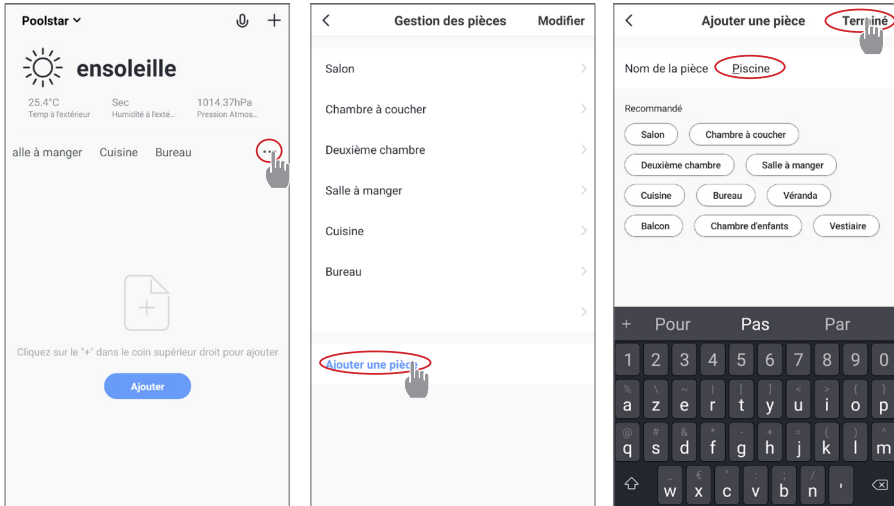 Poolstar
ensoleille
25.4°C Sec 1014.37hPa
Temp à l'extérieur Humidité à l'exté... Pression Atmos...
alle à manger Cuisine Bureau ...
Cliquez sur le "+" dans le coin supérieur droit pour ajouter
Ajouter
Gestion des pièces Modifier
Salon
Chambre à coucher
Deuxième chambre
Salle à manger
Cuisine
Bureau
Ajouter une pièce
Ajouter une pièce Terminé
Nom de la pièce Piscine
Recommandé
Salon Chambre à coucher
Deuxième chambre Salle à manger
Cuisine Bureau Véranda
Balcon Chambre d'enfants Vestiaire
+ Pour Pas Par
1 2 3 4 5 6 7 8 9 0
% \ ~ | [ ] < > { }
a z e r t y u i o p
@ # & * - + = ( ) ^
q s d f g h j k l m
w x c v b n '